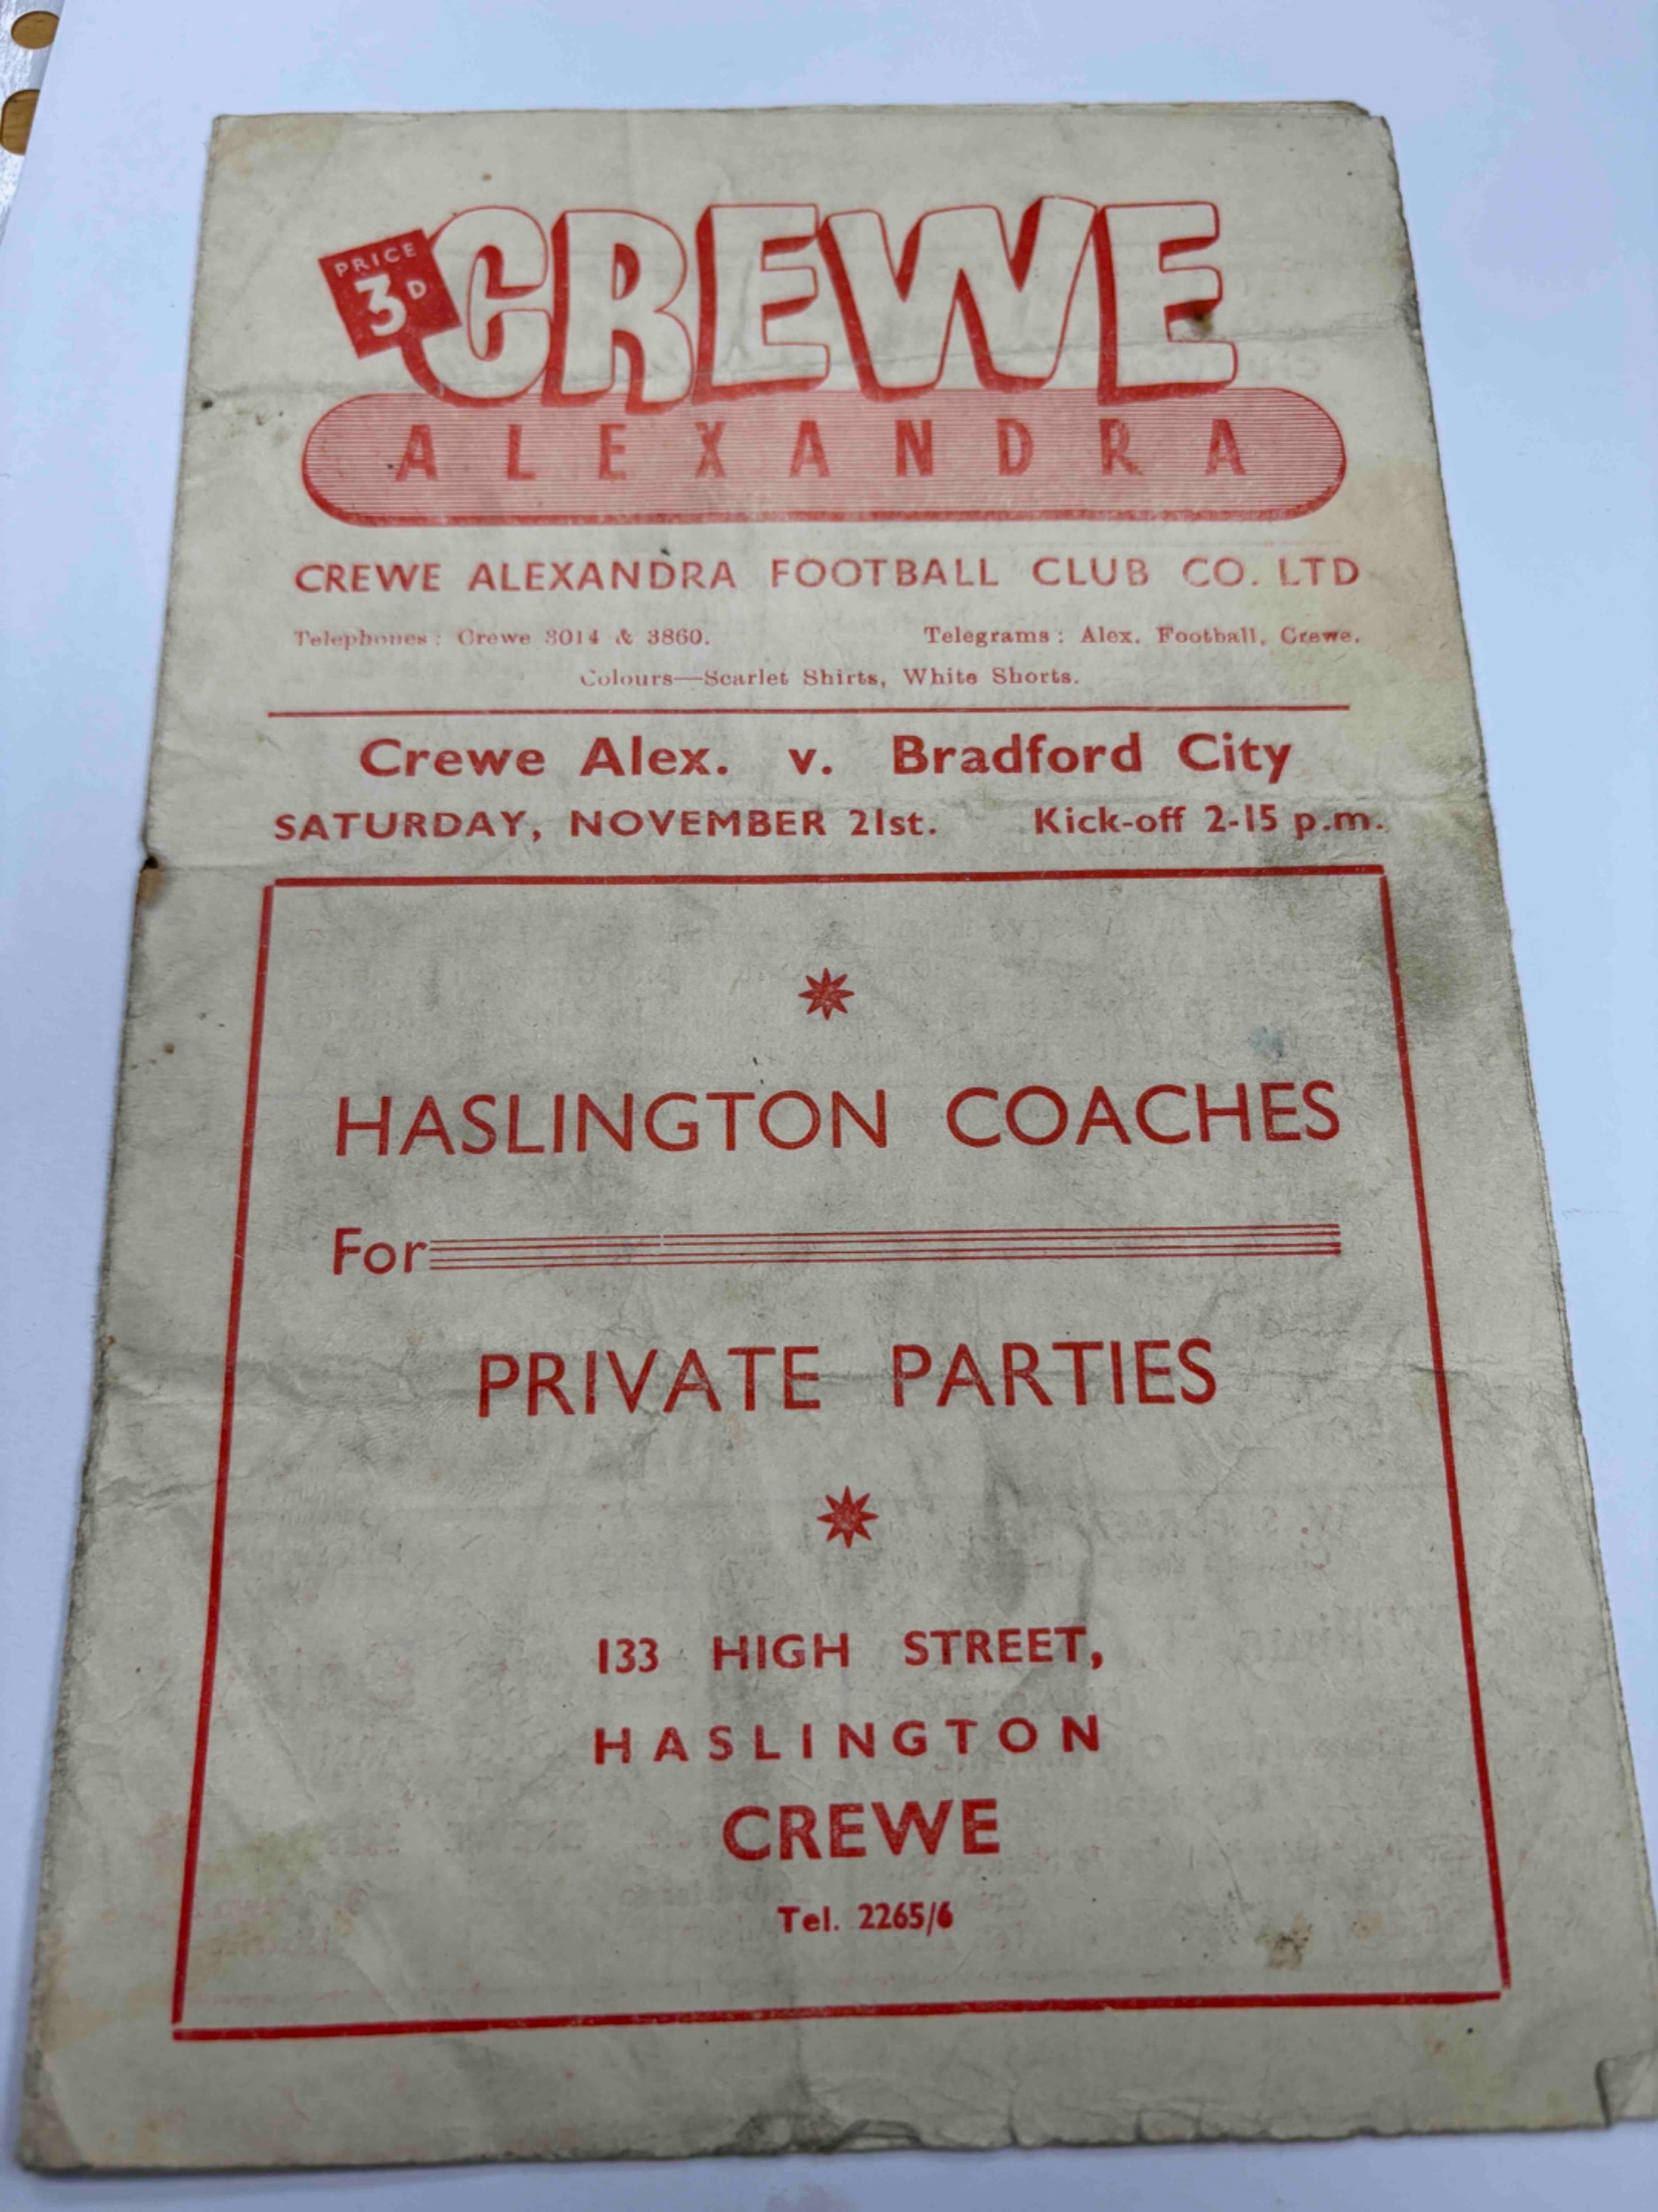 PRICE
3D
CREWE
ALEXANDRA
CREWE ALEXANDRA FOOTBALL CLUB CO. LTD
Telephones: Crewe 3014 & 3860. Telegrams: Alex. Football, Crewe.
Colours—Scarlet Shirts, White Shorts.
Crewe Alex. v. Bradford City
SATURDAY, NOVEMBER 21st. Kick-off 2-15 p.m.
HASLINGTON COACHES
For
PRIVATE PARTIES
133 HIGH STREET,
HASLINGTON
CREWE
Tel. 2265/6